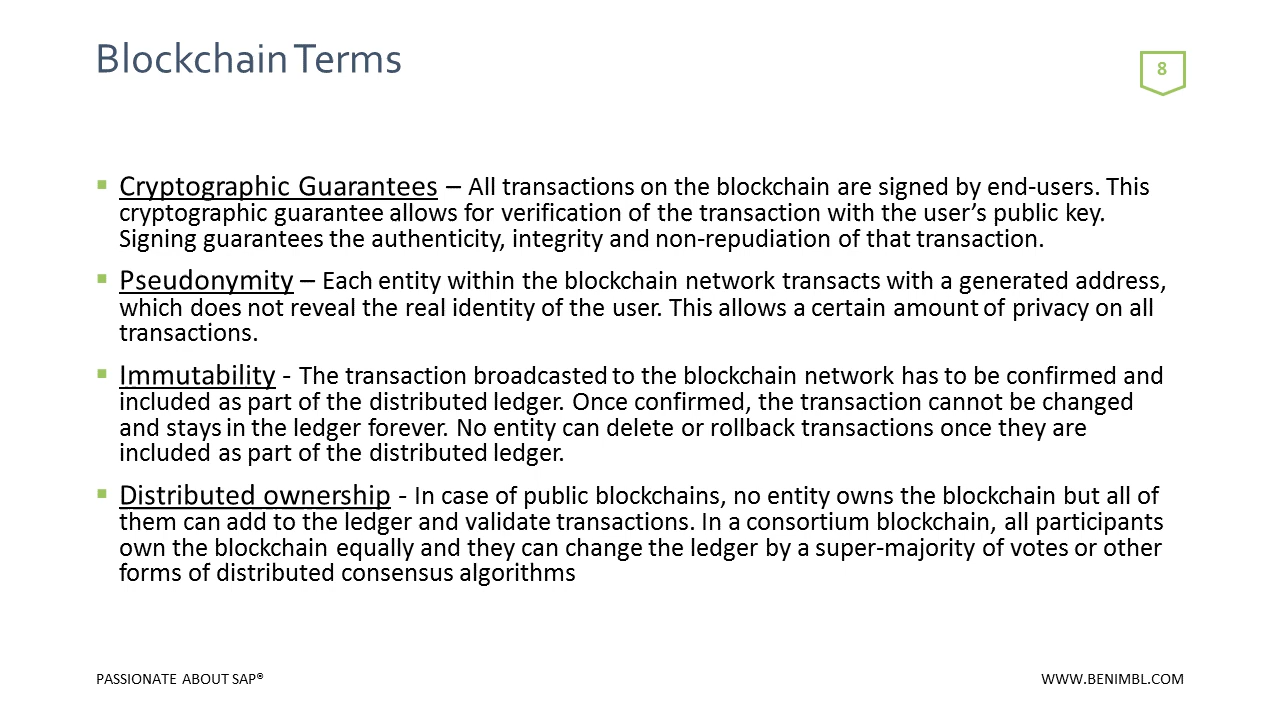 Blockchain Terms
8
▪ Cryptographic Guarantees – All transactions on the blockchain are signed by end-users. This
cryptographic guarantee allows for verification of the transaction with the user’s public key.
Signing guarantees the authenticity, integrity and non-repudiation of that transaction.
▪ Pseudonymity – Each entity within the blockchain network transacts with a generated address,
which does not reveal the real identity of the user. This allows a certain amount of privacy on all
transactions.
▪ Immutability - The transaction broadcasted to the blockchain network has to be confirmed and
included as part of the distributed ledger. Once confirmed, the transaction cannot be changed
and stays in the ledger forever. No entity can delete or rollback transactions once they are
included as part of the distributed ledger.
▪ Distributed ownership - In case of public blockchains, no entity owns the blockchain but all of
them can add to the ledger and validate transactions. In a consortium blockchain, all participants
own the blockchain equally and they can change the ledger by a super-majority of votes or other
forms of distributed consensus algorithms
PASSIONATE ABOUT SAP®
WWW.BENIMBL.COM